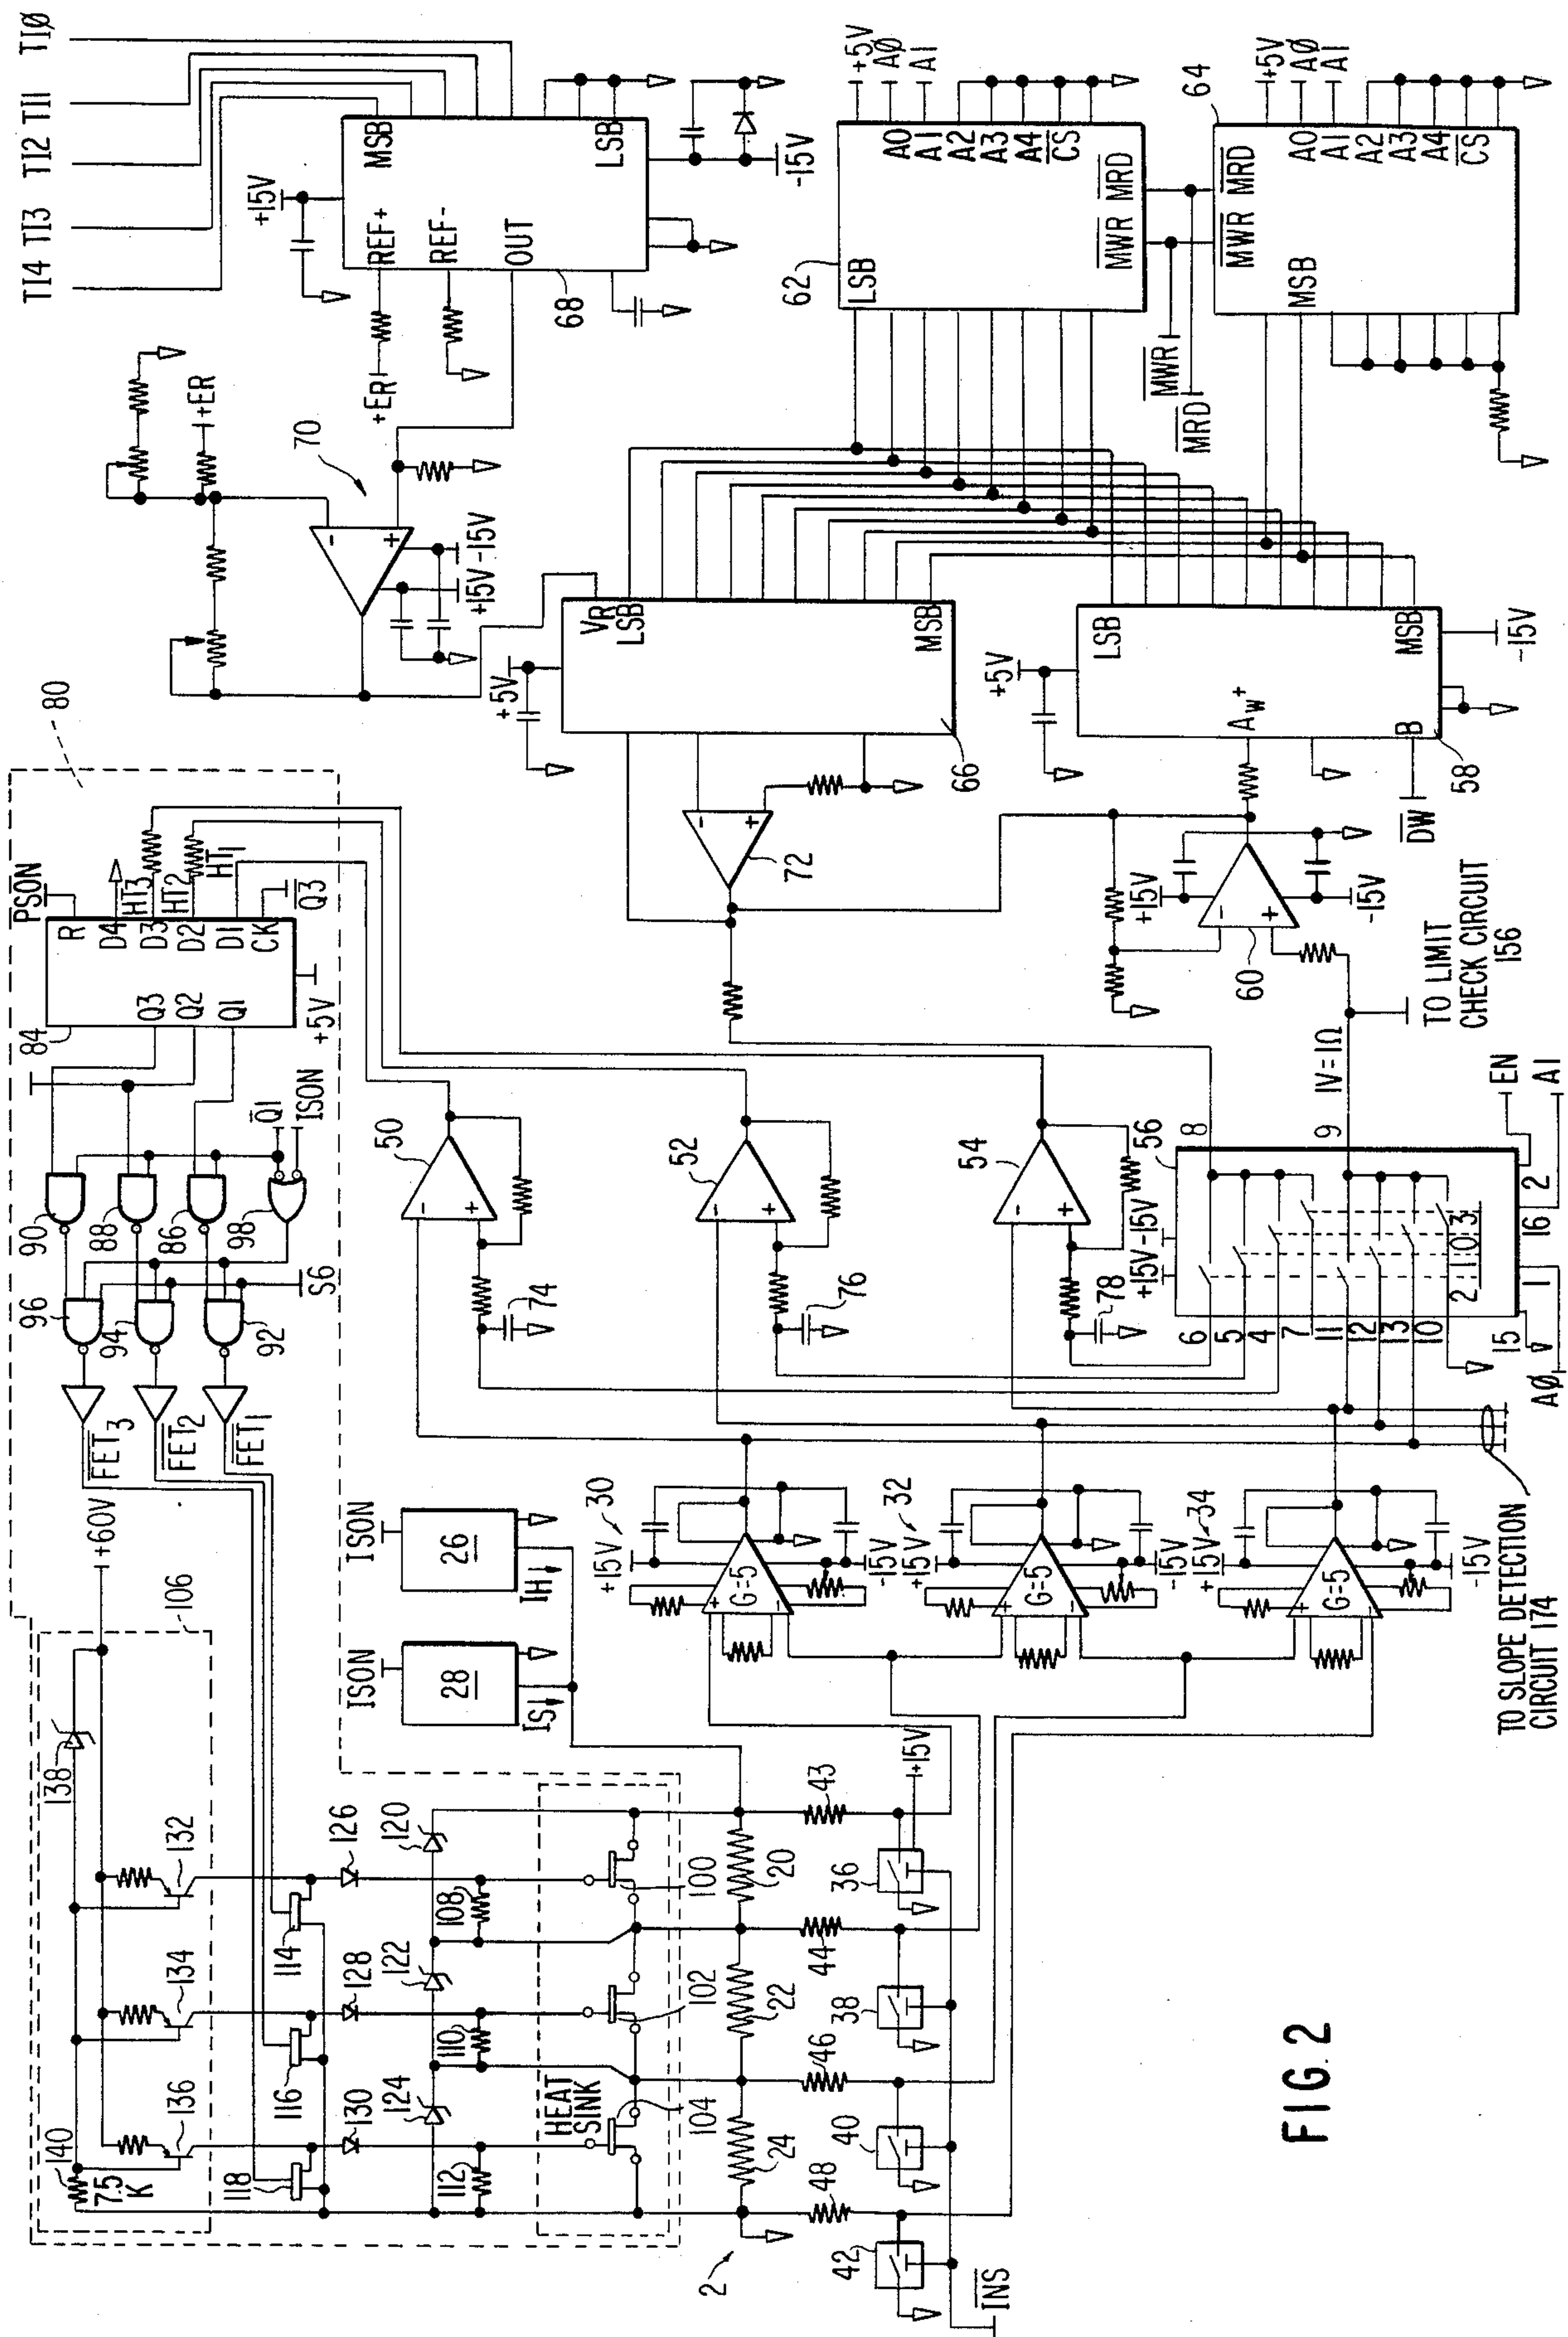 TI4 TI3 TI2 TI1 TIØ
+15V
MSB
REF+
REF-
OUT
LSB
68
-15V
+ER
+ER
70
-
+
+15V
-15V
62
LSB
+5V
A0 AØ
A1 A1
A2
A3
A4
CS
MWR MRD
MWR
MRD
64
MWR MRD
MSB
+5V
A0 AØ
A1 A1
A2
A3
A4
CS
80
PSON
84
R
D4
D3
D2
D1
CK
Q3
Q2
Q1
HT3
HT2
HT1
Q3
+5V
+5V
VR
LSB
MSB
66
72
-
+
+5V
LSB
AW+
B
MSB
58
-15V
DW
60
-
+
+15V
-15V
TO LIMIT
CHECK CIRCUIT
156
1V=1Ω
90
88
86
98
Q1
ISON
96
94
92
S6
FET3
FET2
FET1
50
-
+
74
52
-
+
76
54
-
+
78
56
8
9
+15V -15V
6
5
4
7
11
12
13
10
2 1 0 3
15
1
16
2
AØ
EN
A1
+60V
106
138
132
134
136
140
7.5
K
114
116
118
126
128
130
120
122
124
108
110
112
HEAT
SINK
100
102
104
20
22
24
2
43
44
46
48
36
38
40
42
+15V
INS
ISON
26
IH
ISON
28
IS
+15V
30
G=5
+
-
-15V
+15V
32
G=5
+
-
-15V
+15V
34
G=5
+
-
-15V
TO SLOPE DETECTION
CIRCUIT 174
FIG. 2